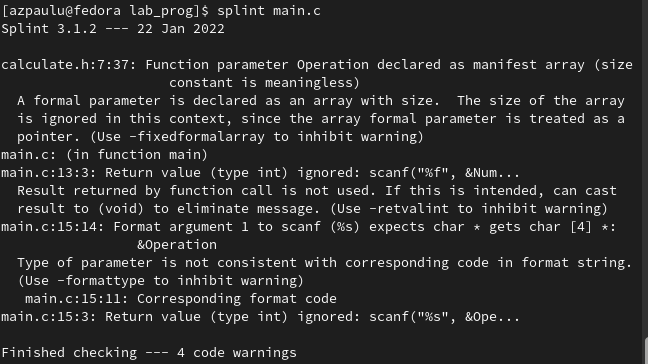 [azpaulu@fedora lab_prog]$ splint main.c
Splint 3.1.2 --- 22 Jan 2022
calculate.h:7:37: Function parameter Operation declared as manifest array (size
constant is meaningless)
A formal parameter is declared as an array with size.  The size of the array
is ignored in this context, since the array formal parameter is treated as a
pointer. (Use -fixedformalarray to inhibit warning)
main.c: (in function main)
main.c:13:3: Return value (type int) ignored: scanf("%f", &Num...
Result returned by function call is not used. If this is intended, can cast
result to (void) to eliminate message. (Use -retvalint to inhibit warning)
main.c:15:14: Format argument 1 to scanf (%s) expects char * gets char [4] *:
&Operation
Type of parameter is not consistent with corresponding code in format string.
(Use -formattype to inhibit warning)
main.c:15:11: Corresponding format code
main.c:15:3: Return value (type int) ignored: scanf("%s", &Ope...
Finished checking --- 4 code warnings